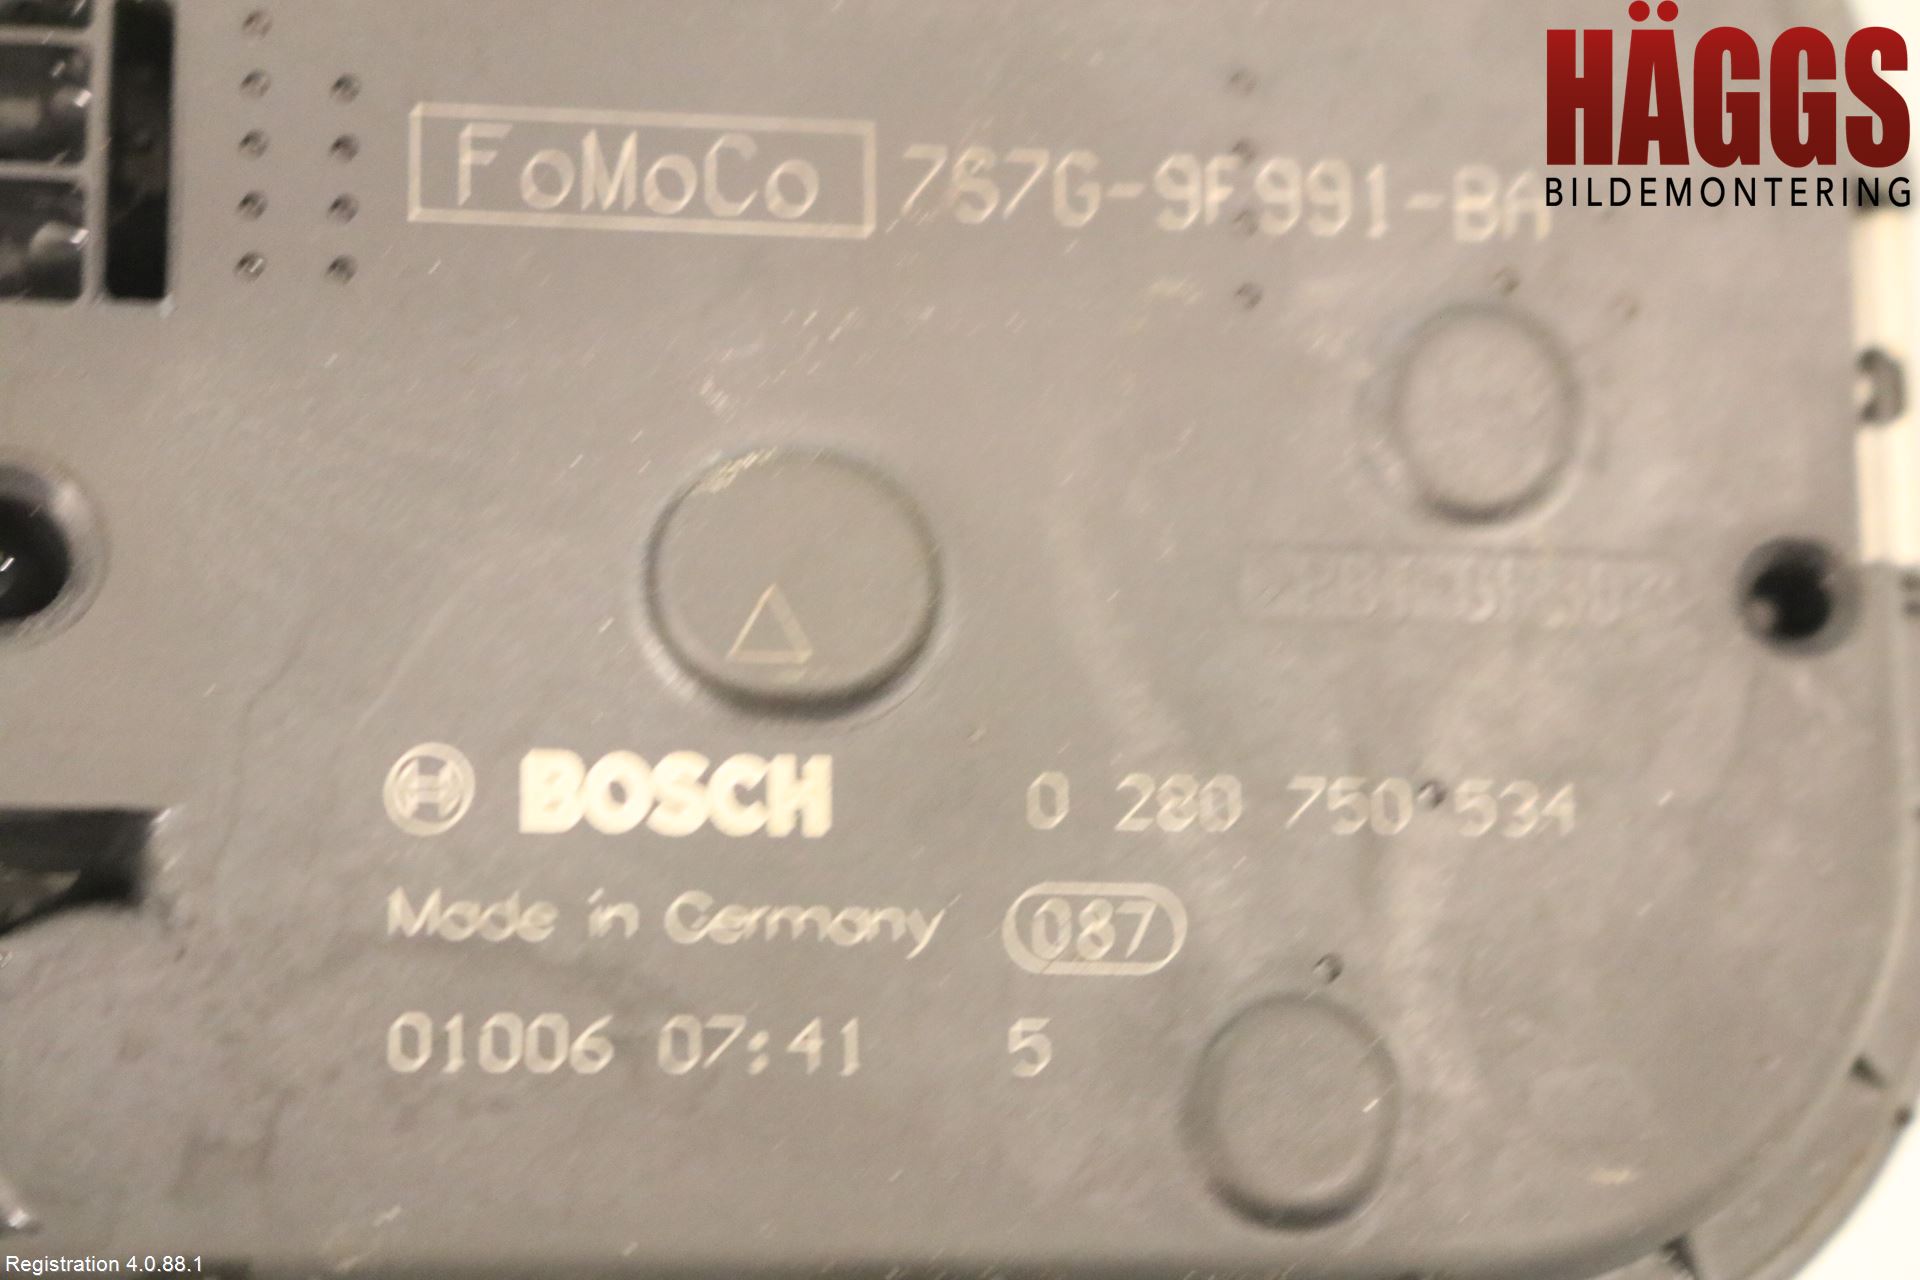 HÄGGS
BILDEMONTERING
FoMoCo 767G-9F991-BA
BOSCH 0 280 750 534
Made in Germany 087
01006 07:41 5
Registration 4.0.88.1